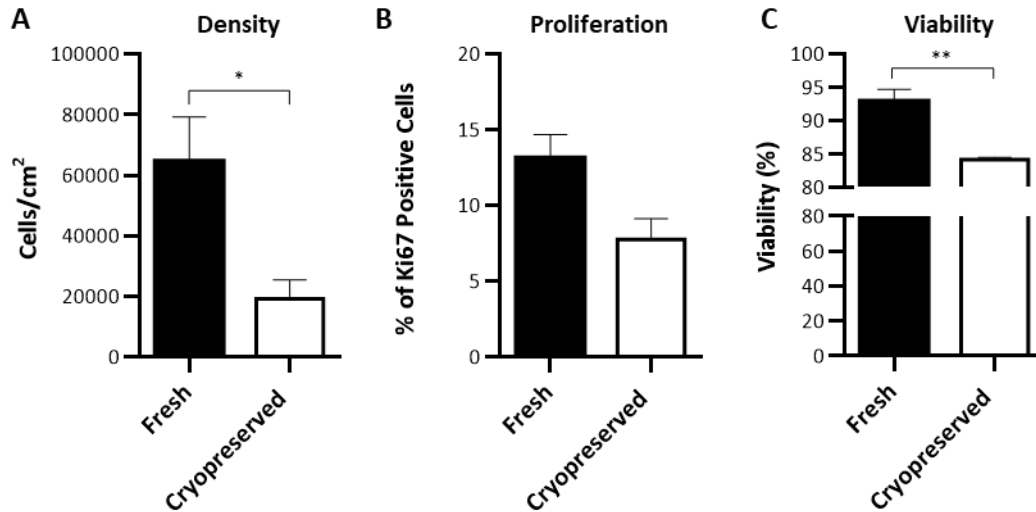 A
Density
Cells/cm²
100000
80000
60000
40000
20000
0
*
Fresh
Cryopreserved
B
Proliferation
% of Ki67 Positive Cells
20
15
10
5
0
Fresh
Cryopreserved
C
Viability
Viability (%)
95
95
90
85
80
80
60
40
20
0
**
Fresh
Cryopreserved